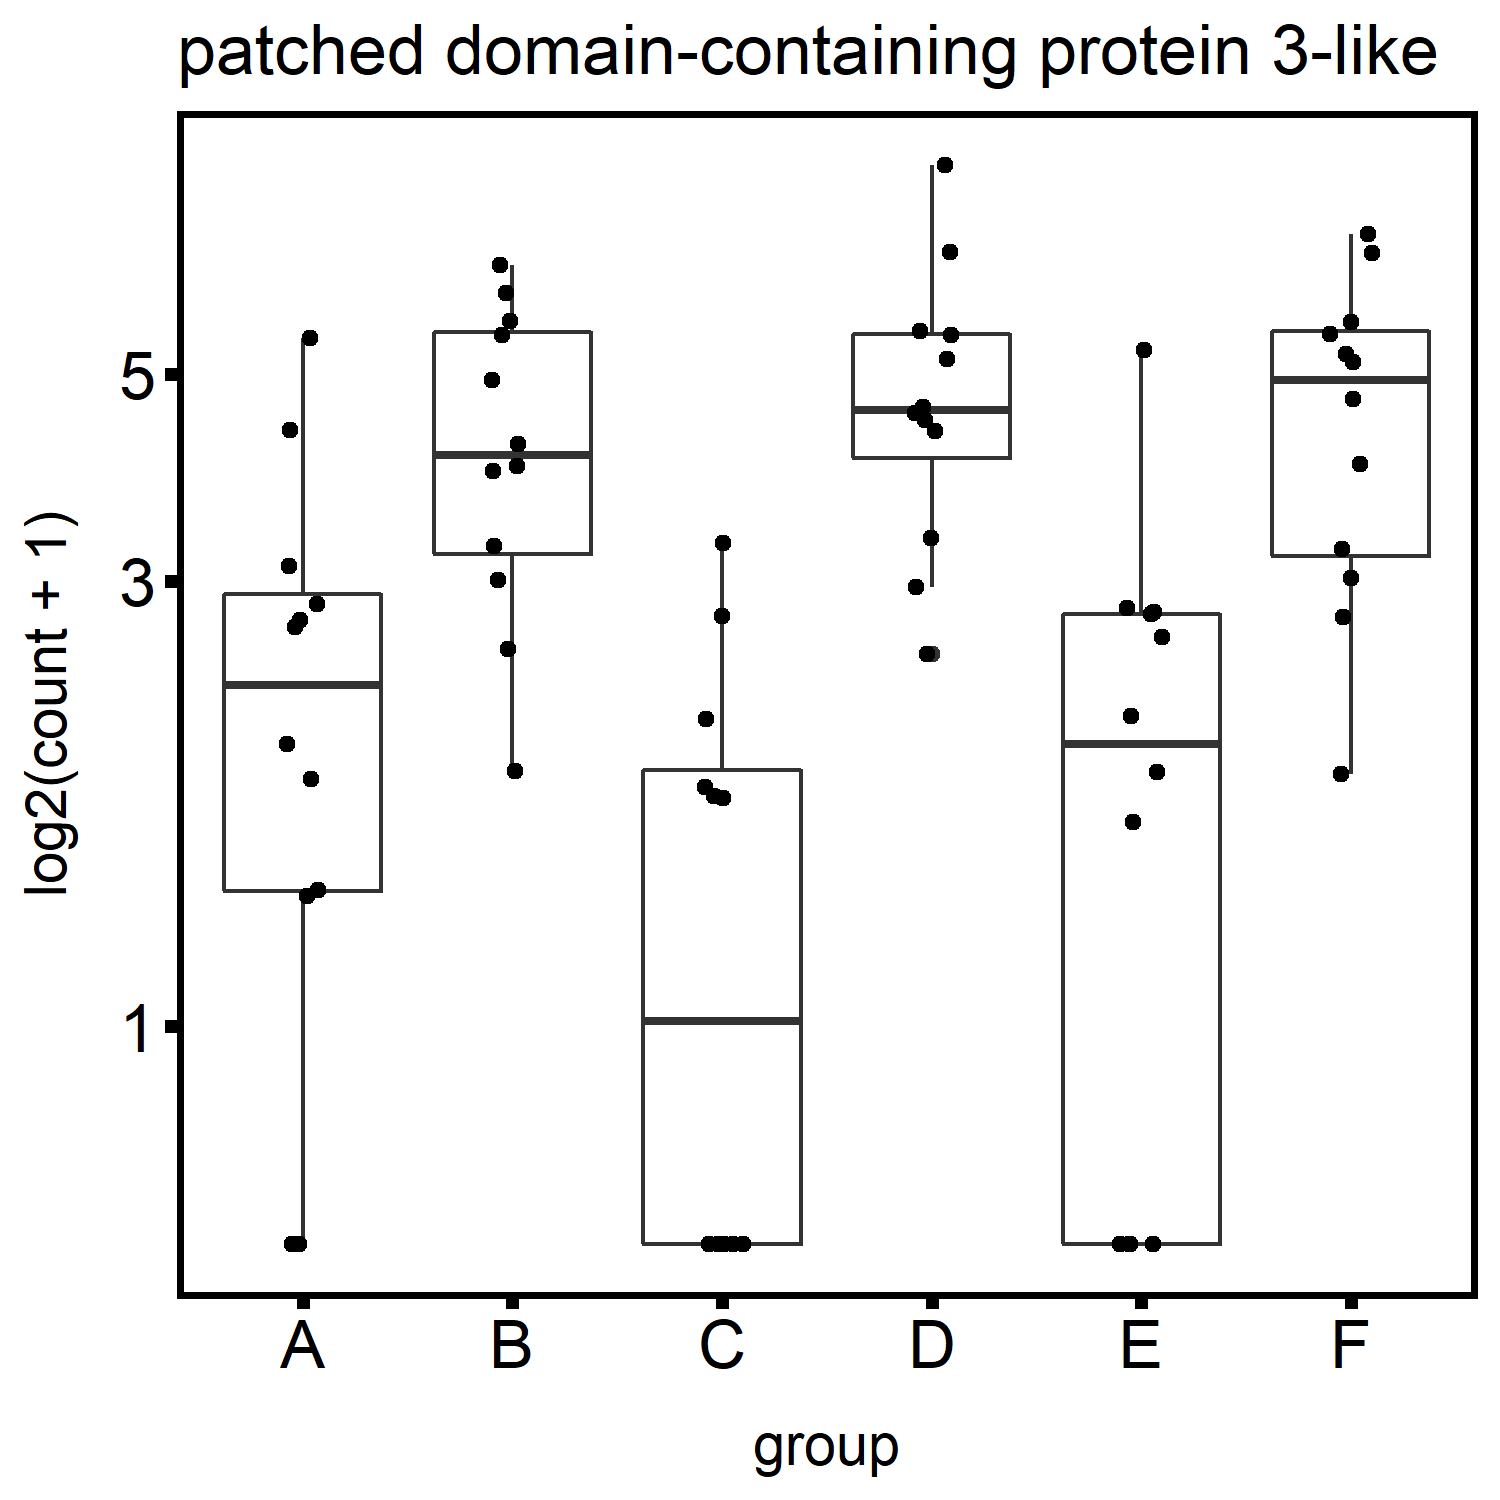 patched domain-containing protein 3-like
log2(count + 1)
5
3
1
A B C D E F
group